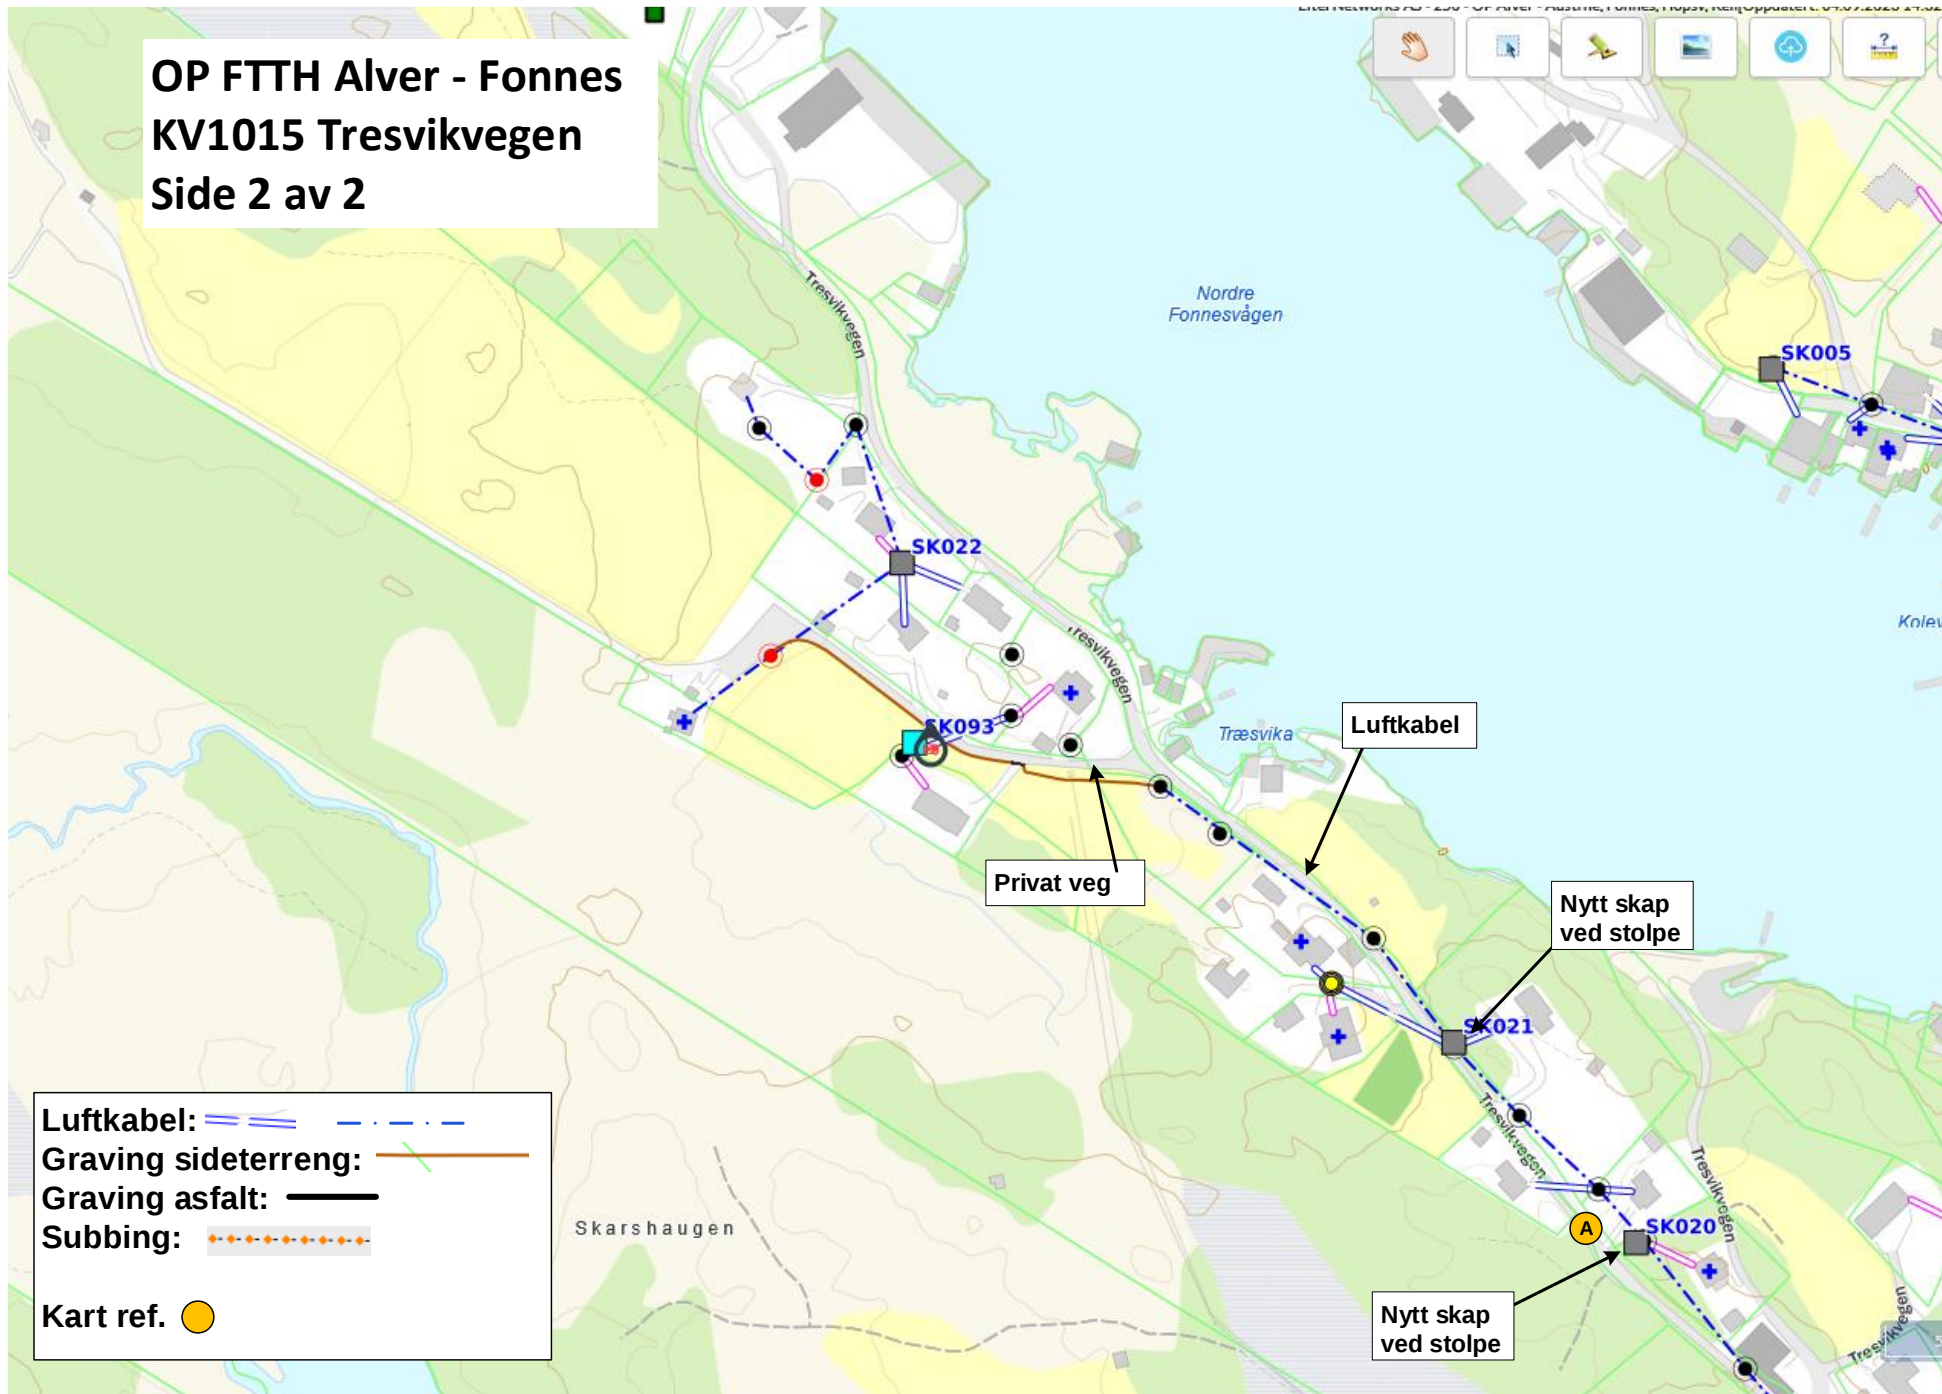 OP FTTH Alver - Fonnes
KV1015 Tresvikvegen
Side 2 av 2
Nordre
Fonnesvågen
Tresvikvegen
SK005
SK022
Tresvikvegen
SK093
Træsvika
Luftkabel
Privat veg
Nytt skap
ved stolpe
SK021
Tresvikvegen
Tresvikvegen
A
SK020
Nytt skap
ved stolpe
Tresvikvegen
Skarshaugen
Luftkabel:
Graving sideterreng:
Graving asfalt:
Subbing:
Kart ref.